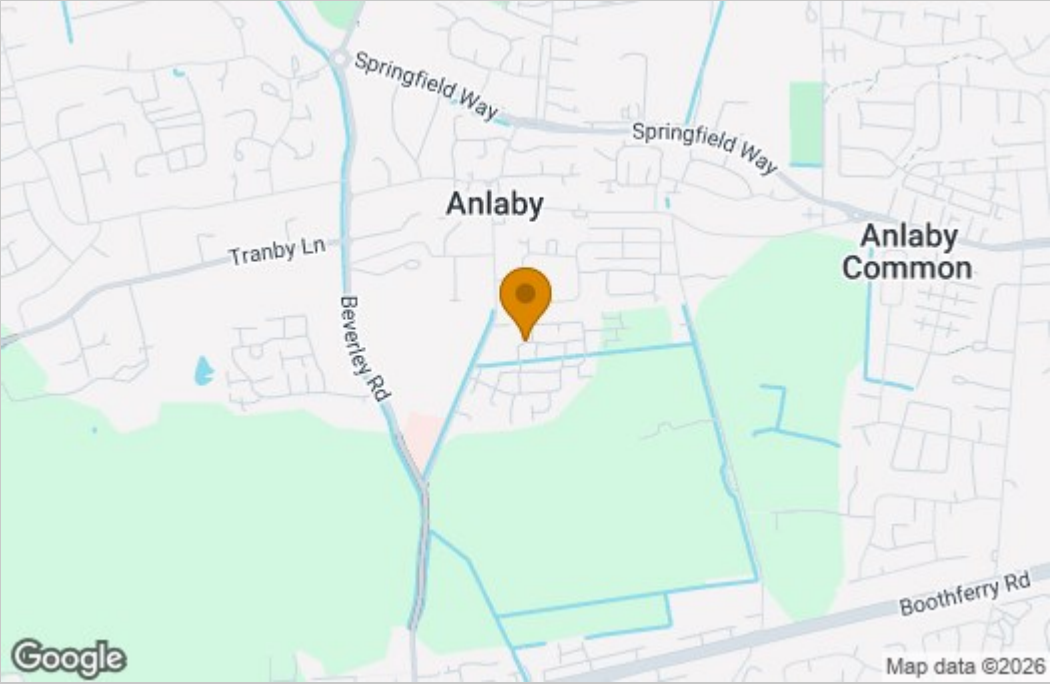 Springfield Way
Springfield Way
Anlaby
Anlaby
Common
Tranby Ln
Beverley Rd
Boothferry Rd
Google
Map data ©2026